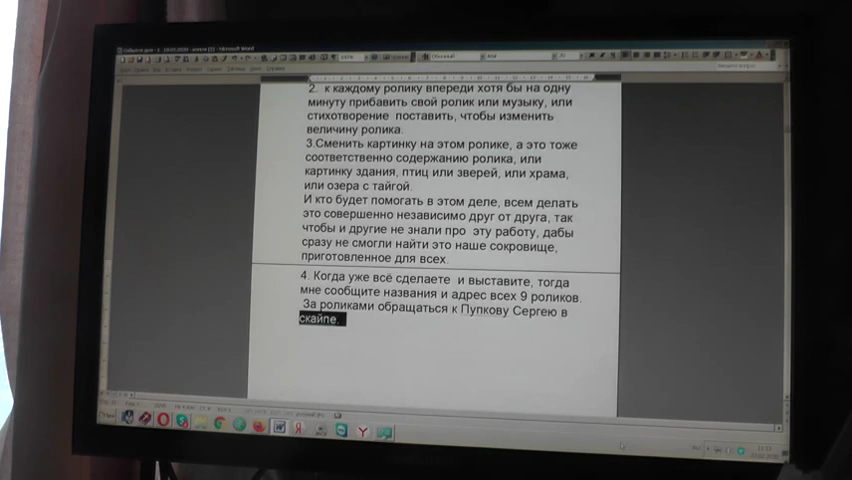 2. к каждому ролику впереди хотя бы на одну
минуту прибавить свой ролик или музыку, или
стихотворение поставить, чтобы изменить
величину ролика.
3.Сменить картинку на этом ролике, а это тоже
соответственно содержанию ролика, или
картинку здания, птиц или зверей, или храма,
или озера с тайгой.
И кто будет помогать в этом деле, всем делать
это совершенно независимо друг от друга, так
чтобы и другие не знали про эту работу, дабы
сразу не смогли найти это наше сокровище,
приготовленное для всех.
4. Когда уже всё сделаете и выставите, тогда
мне сообщите названия и адрес всех 9 роликов.
За роликами обращаться к Пупкову Сергею в
скайпе.